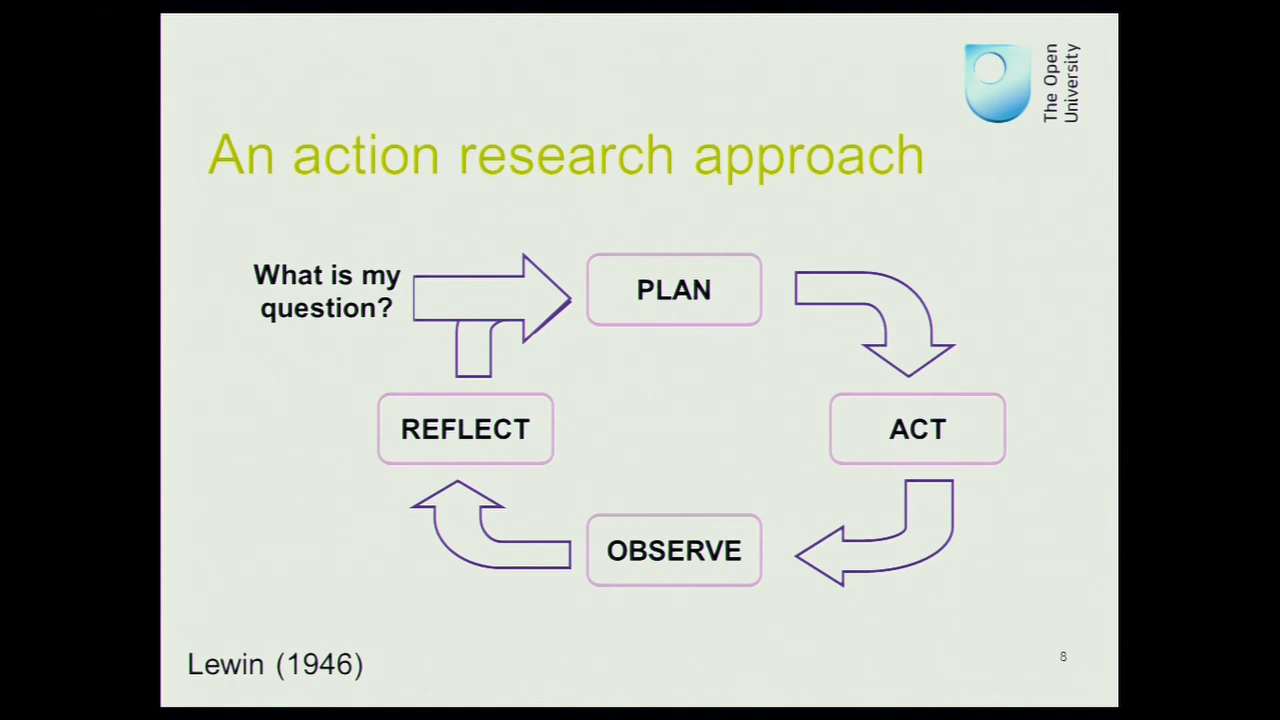 The Open
University
An action research approach
What is my
question?
PLAN
REFLECT
ACT
OBSERVE
Lewin (1946)
8